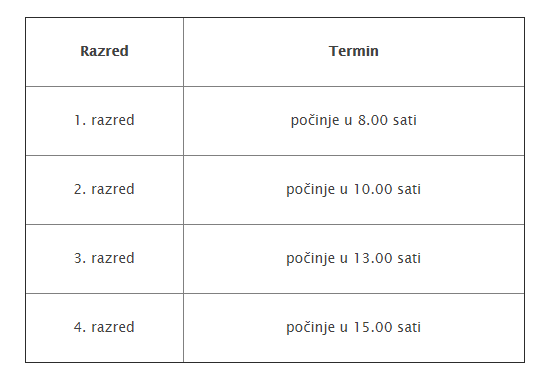 Razred Termin
1. razred počinje u 8.00 sati
2. razred počinje u 10.00 sati
3. razred počinje u 13.00 sati
4. razred počinje u 15.00 sati